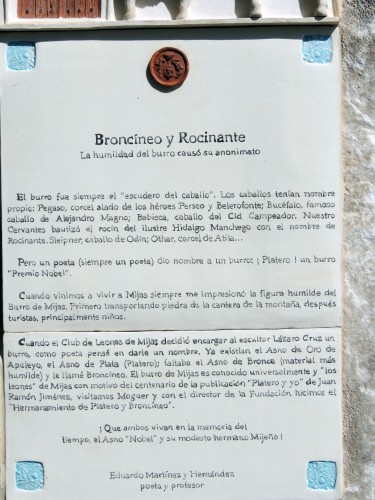 Broncíneo y Rocinante
La humildad del burro causó su anonimato
El burro fue siempre el "escudero del caballo". Los caballos tenían nombre
propio: Pegaso, corcel alado de los héroes Perseo y Belerofonte; Bucéfalo, famoso
caballo de Alejandro Magno; Babieca, caballo del Cid Campeador. Nuestro
Cervantes bautizó el rocín del ilustre Hidalgo Manchego con el nombre de
Rocinante. Sleipner, caballo de Odín; Othar, corcel de Atila...
Pero un poeta (siempre un poeta) dio nombre a un burro: ¡ Platero ! un burro
"Premio Nobel".
Cuando vinimos a vivir a Mijas siempre me impresionó la figura humilde del
Burro de Mijas. Primero transportando piedra de la cantera de la montaña, después
turistas, principalmente niños.
Cuando el Club de Leones de Mijas decidió encargar al escultor Lázaro Cruz un
burro, como poeta pensé en darle un nombre. Ya existían el Asno de Oro de
Apuleyo, el Asno de Plata (Platero); faltaba el Asno de Bronce (material más
humilde) y le llamé Broncíneo. El burro de Mijas es conocido universalmente y "los
leones" de Mijas con motivo del centenario de la publicación "Platero y yo" de Juan
Ramón Jiménez, visitamos Moguer y con el director de la Fundación hicimos el
"Hermanamiento de Platero y Broncíneo".
¡ Que ambos vivan en la memoria del
tiempo, el Asno "Nobel" y su modesto hermano Mijeño !
Eduardo Martínez y Hernández
poeta y profesor